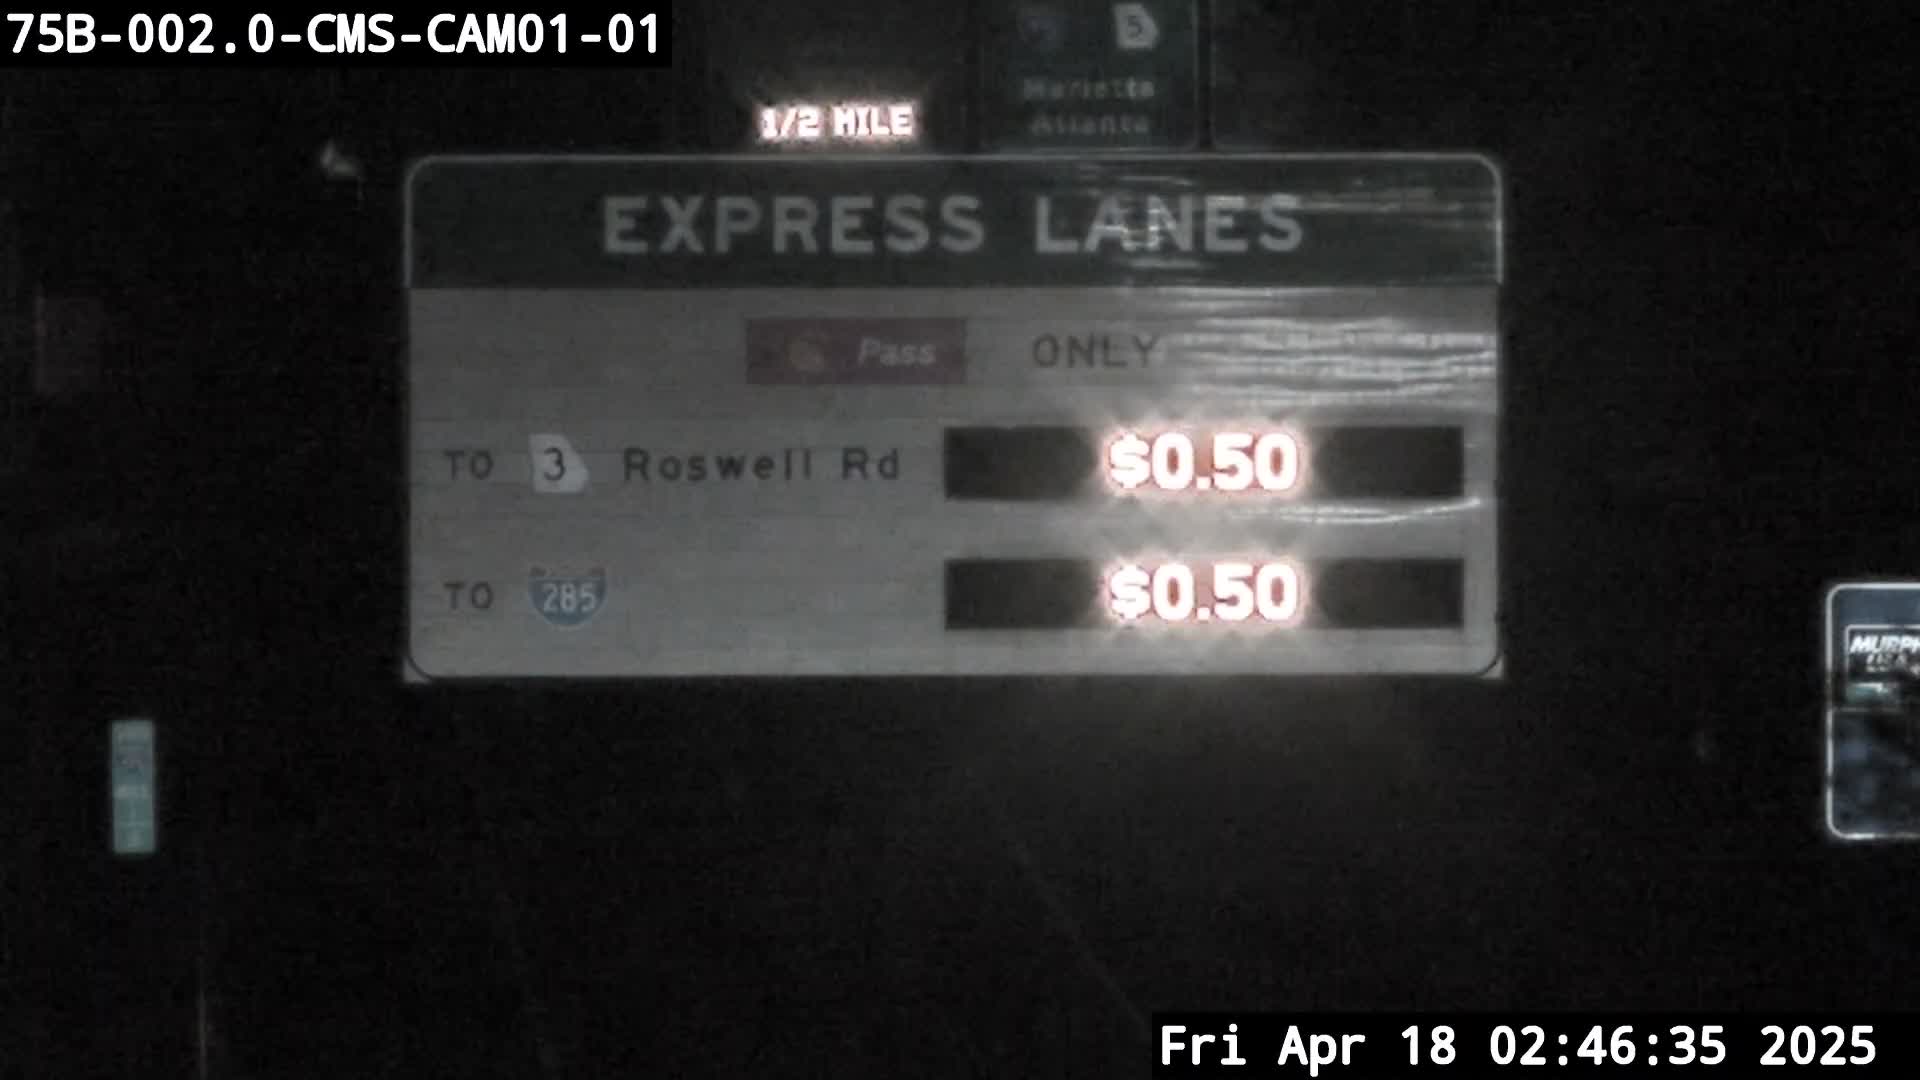 75B-002.0-CMS-CAM01-01
5
Marietta
Atlanta
1/2 MILE
EXPRESS LANES
Pass ONLY
TO 3 Roswell Rd $0.50
TO 285 $0.50
Fri Apr 18 02:46:35 2025